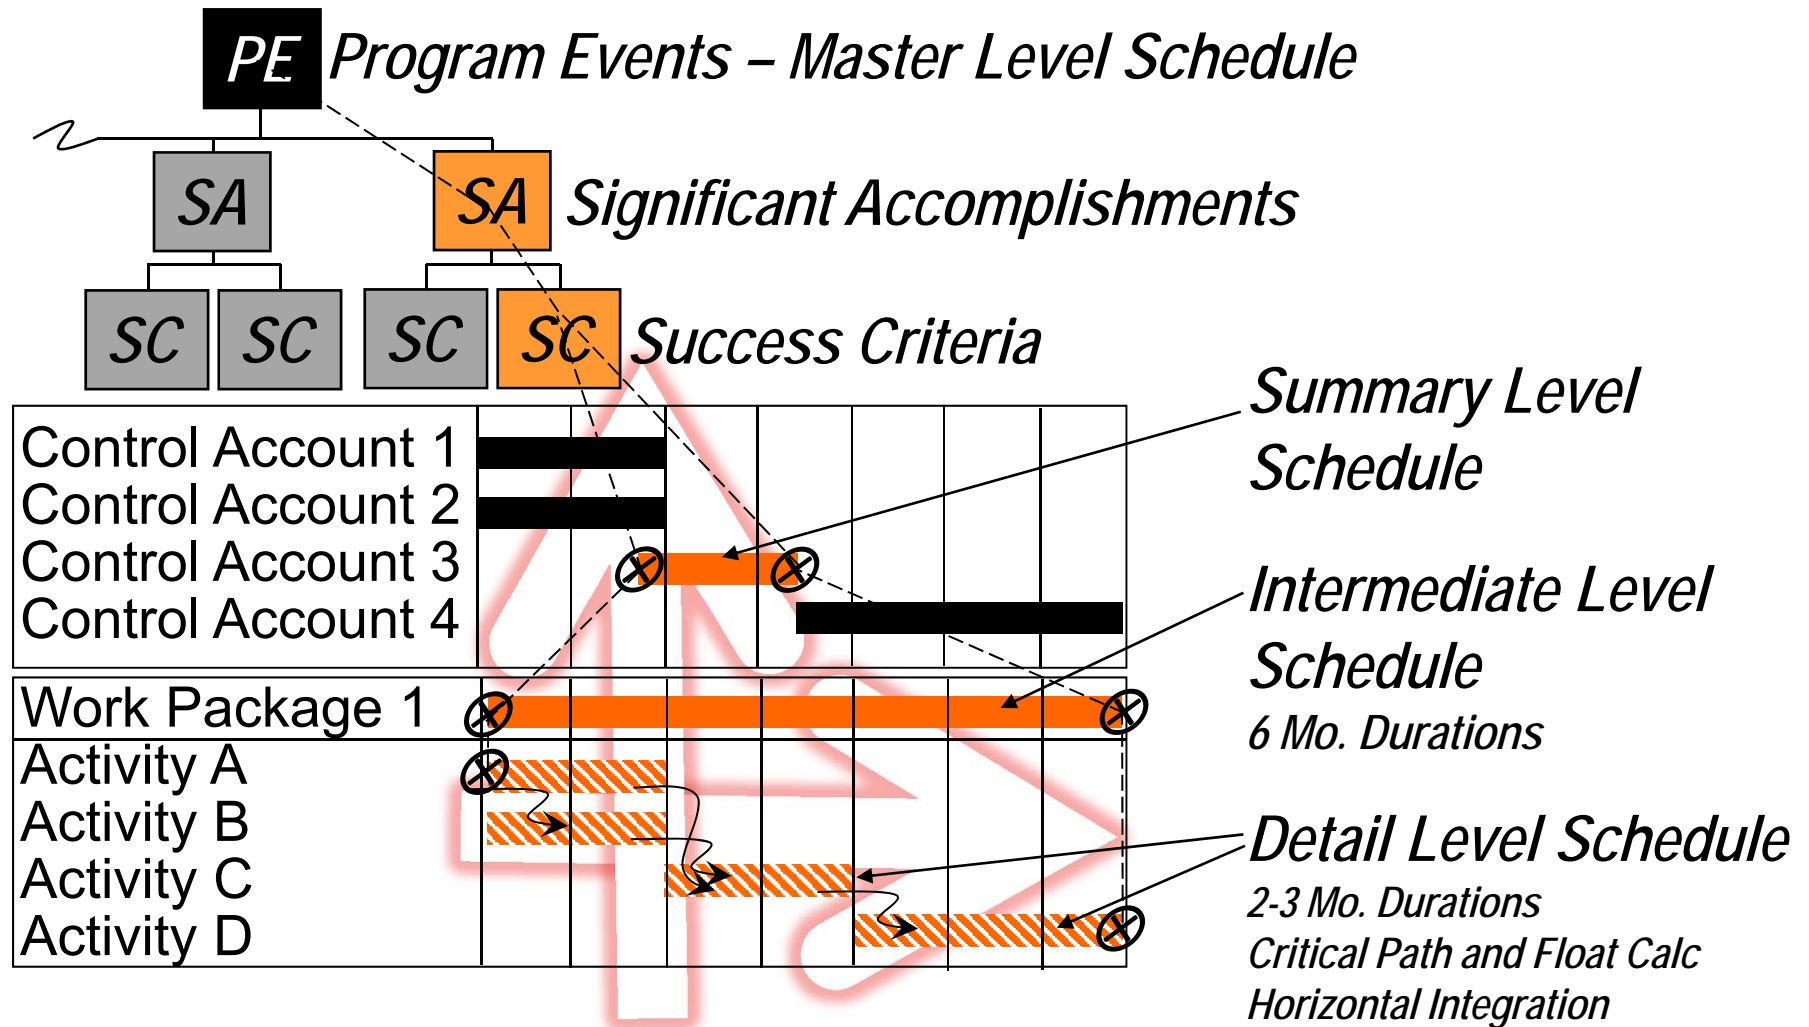 PE Program Events – Master Level Schedule
SA SA Significant Accomplishments
SC SC SC SC Success Criteria
Control Account 1
Control Account 2
Control Account 3
Control Account 4
Summary Level
Schedule
Intermediate Level
Schedule
6 Mo. Durations
Work Package 1
Activity A
Activity B
Activity C
Activity D
Detail Level Schedule
2-3 Mo. Durations
Critical Path and Float Calc
Horizontal Integration